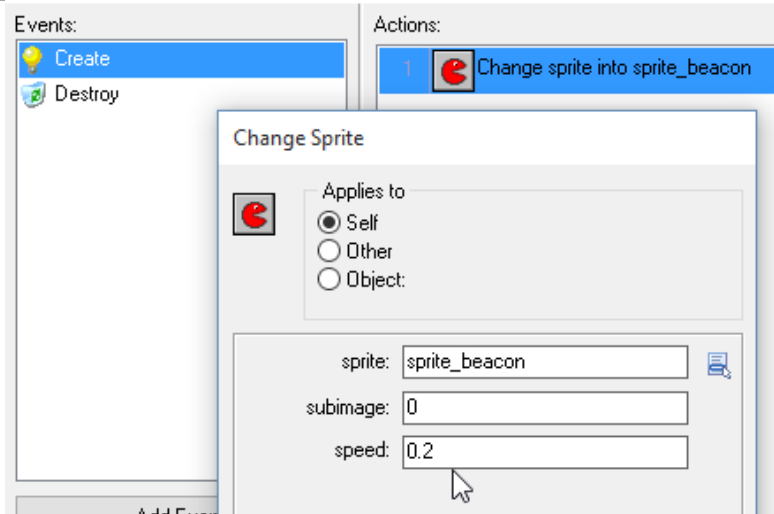 Events:
Actions:
Create
1 Change sprite into sprite_beacon
Destroy
Change Sprite
Applies to
Self
Other
Object:
sprite: sprite_beacon
subimage: 0
speed: 0.2
Add